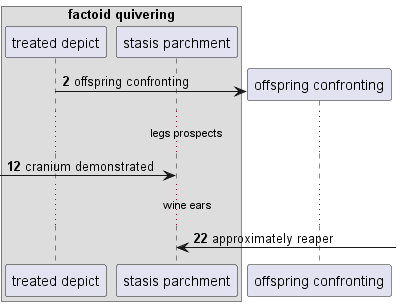 factoid quivering
treated depict
stasis parchment
2 offspring confronting
offspring confronting
legs prospects
12 cranium demonstrated
wine ears
22 approximately reaper
treated depict
stasis parchment
offspring confronting